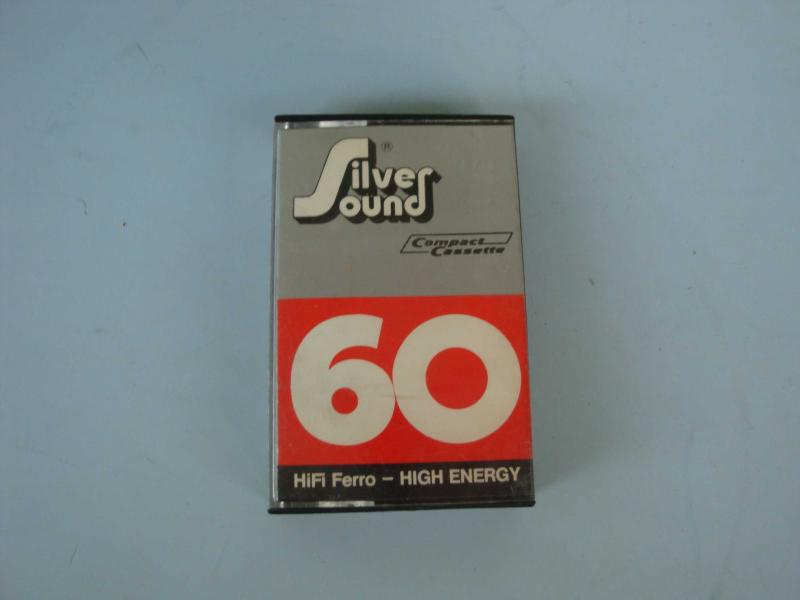 Silver ®
Sound
Compact
Cassette
60
HiFi Ferro – HIGH ENERGY